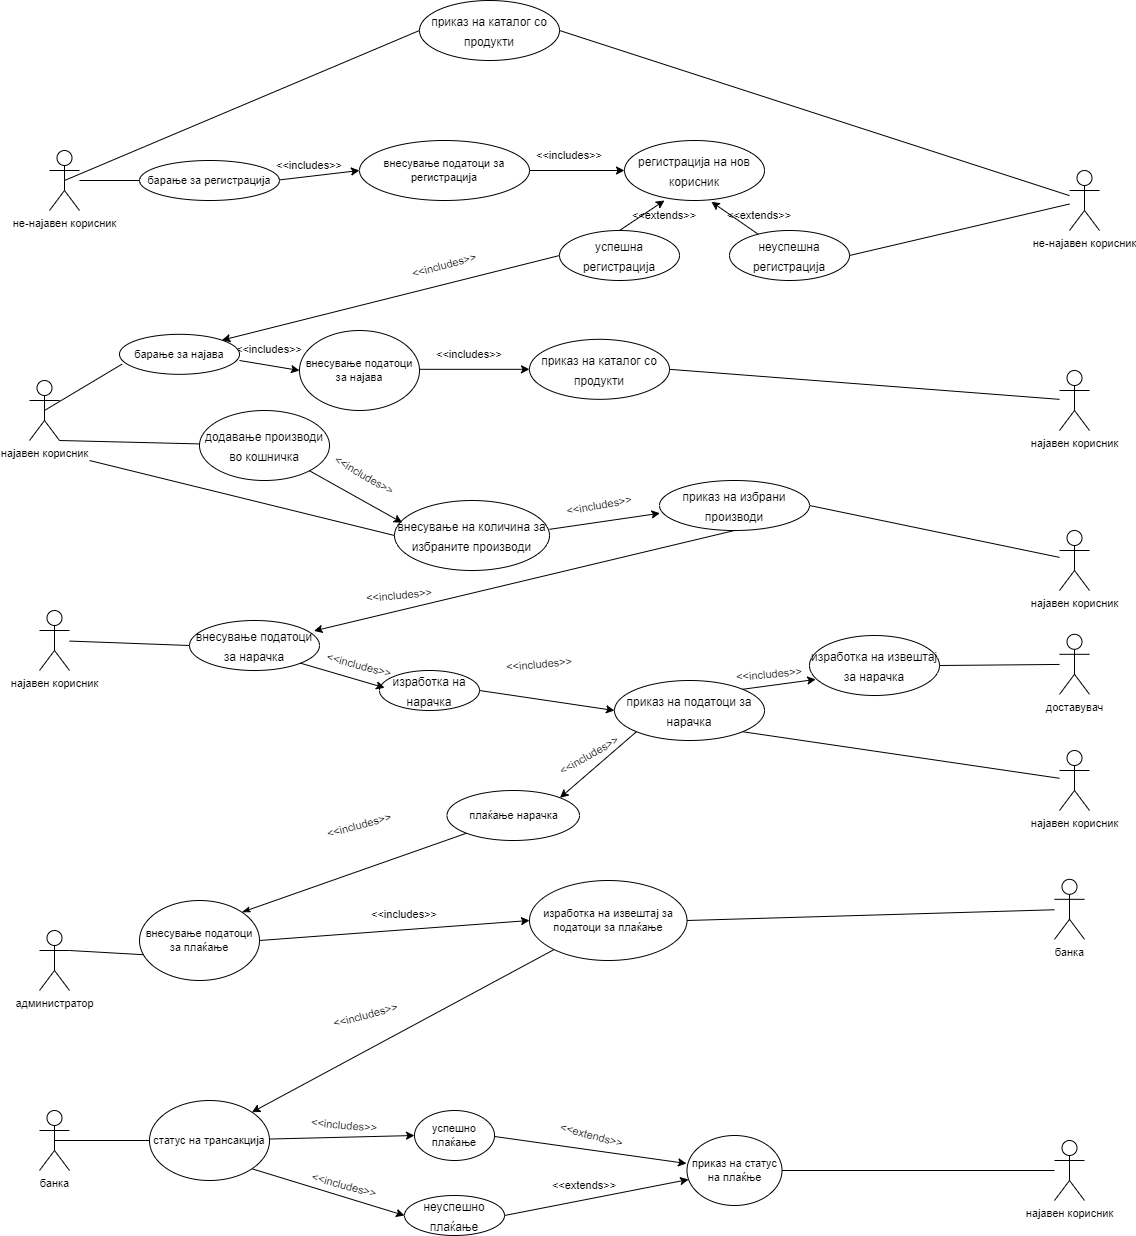 приказ на каталог со
продукти
не-најавен корисник
барање за регистрација
<<includes>>
внесување податоци за
регистрација
<<includes>>
регистрација на нов
корисник
не-најавен корисник
<<extends>>
<<extends>>
успешна
регистрација
неуспешна
регистрација
<<includes>>
барање за најава
<<includes>>
внесување податоци
за најава
<<includes>>
приказ на каталог со
продукти
најавен корисник
најавен корисник
додавање производи
во кошничка
<<includes>>
внесување на количина за
избраните производи
<<includes>>
приказ на избрани
производи
најавен корисник
<<includes>>
најавен корисник
внесување податоци
за нарачка
<<includes>>
изработка на
нарачка
<<includes>>
приказ на податоци за
нарачка
<<includes>>
изработка на извештај
за нарачка
доставувач
најавен корисник
<<includes>>
плаќање нарачка
<<includes>>
администратор
внесување податоци
за плаќање
<<includes>>
изработка на извештај за
податоци за плаќање
банка
<<includes>>
банка
статус на трансакција
<<includes>>
успешно
плаќање
<<extends>>
<<includes>>
неуспешно
плаќање
<<extends>>
приказ на статус
на плаќње
најавен корисник